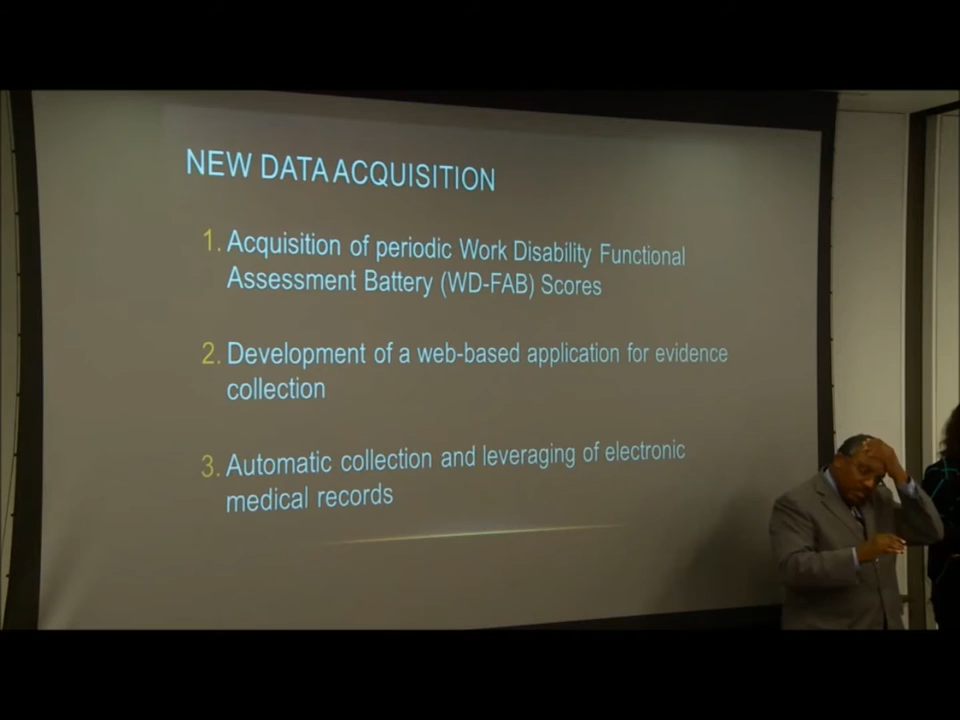 NEW DATA ACQUISITION
1. Acquisition of periodic Work Disability Functional
Assessment Battery (WD-FAB) Scores
2. Development of a web-based application for evidence
collection
3. Automatic collection and leveraging of electronic
medical records